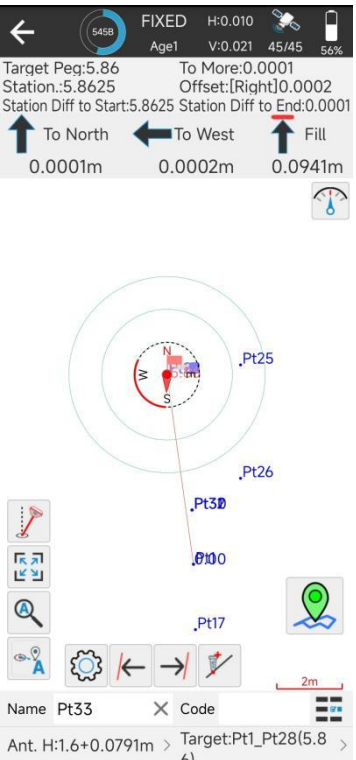 545B
FIXED H:0.010
Age1 V:0.021 45/45 56%
Target Peg:5.86 To More:0.0001
Station.:5.8625 Offset:[Right]0.0002
Station Diff to Start:5.8625 Station Diff to End:0.0001
To North To West Fill
0.0001m 0.0002m 0.0941m
N
W
S
Pt25
Pt26
Pt17
2m
Name Pt33 Code
Ant. H:1.6+0.0791m > Target:Pt1_Pt28(5.8 >
6)